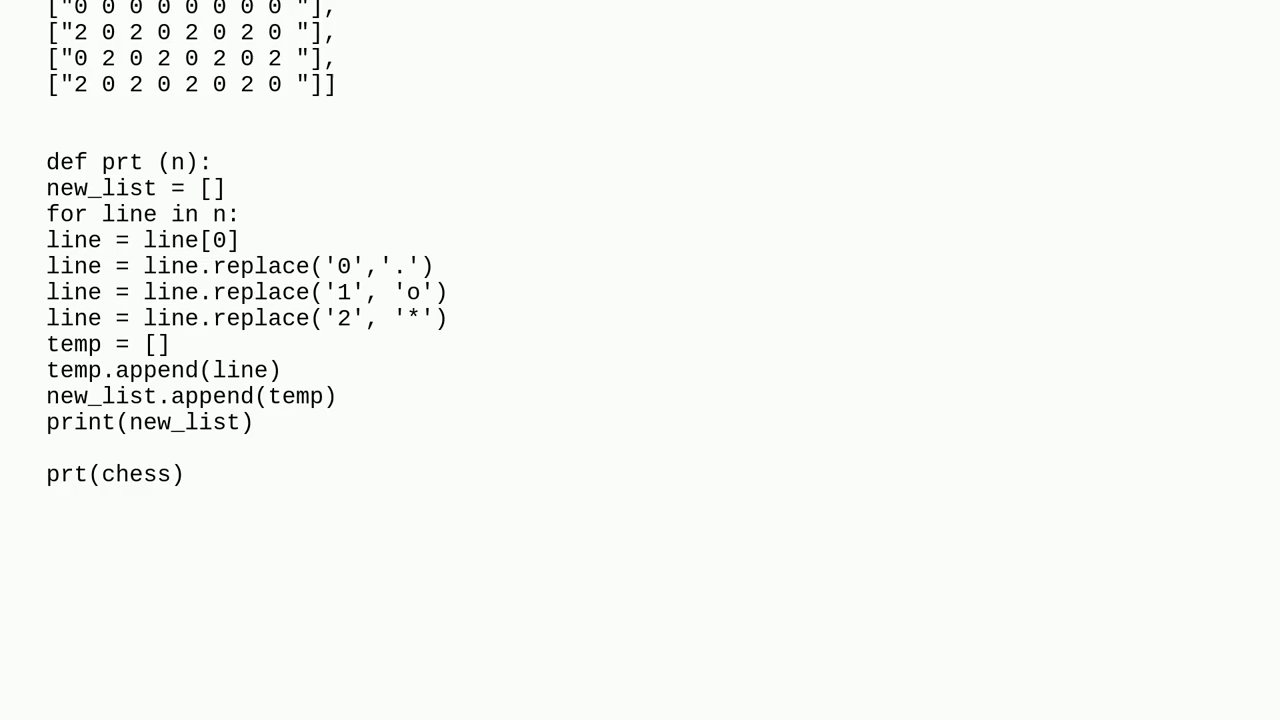 ["0 0 0 0 0 0 0 0 "],
["2 0 2 0 2 0 2 0 "],
["0 2 0 2 0 2 0 2 "],
["2 0 2 0 2 0 2 0 "]]
def prt (n):
new_list = []
for line in n:
line = line[0]
line = line.replace('0','.')
line = line.replace('1', 'o')
line = line.replace('2', '*')
temp = []
temp.append(line)
new_list.append(temp)
print(new_list)
prt(chess)